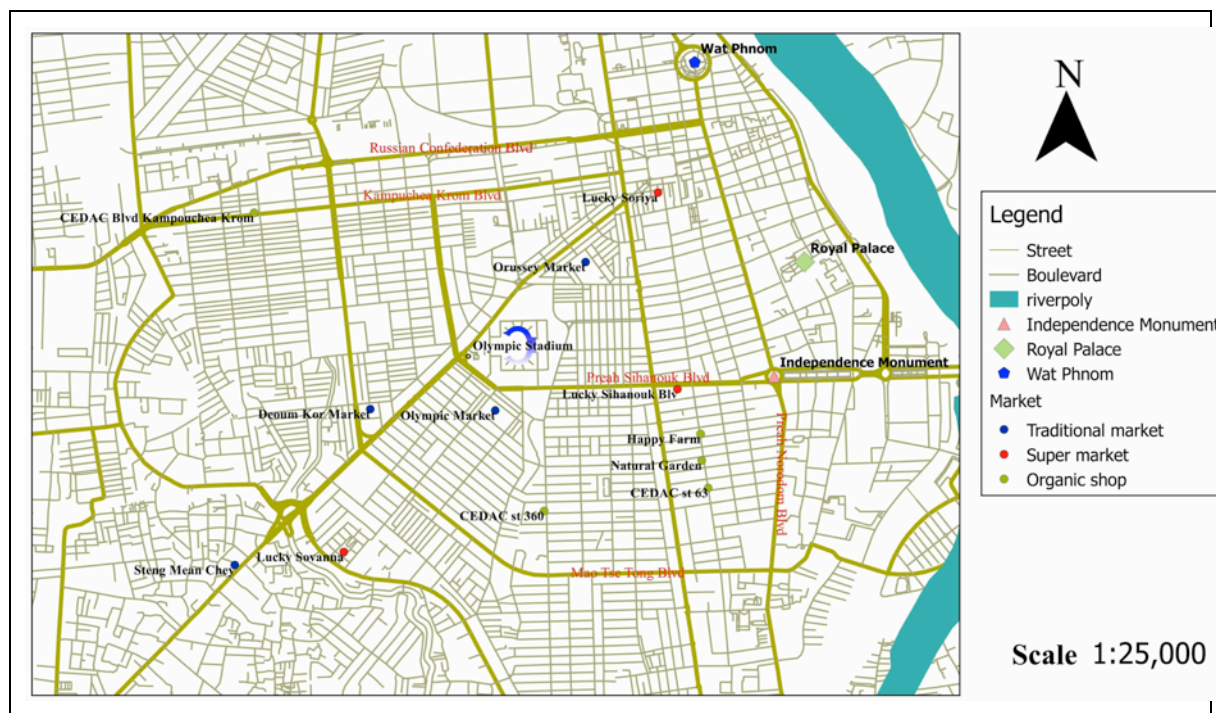 Wat Phnom
N
Russian Confederation Blvd
Kampuchea Krom Blvd
Lucky Soriya
CEDAC Blvd Kampouchea Krom
Royal Palace
Orussey Market
Olympic Stadium
Independence Monument
Preah Sihanouk Blvd
Lucky Sihanouk Blv
Deoum Kor Market
Olympic Market
Happy Farm
Natural Garden
Preah Norodom Blvd
CEDAC st 63
CEDAC st 360
Lucky Sovanna
Steng Mean Chey
Mao Tse Tong Blvd
Legend
Street
Boulevard
riverpoly
Independence Monument
Royal Palace
Wat Phnom
Market
Traditional market
Super market
Organic shop
Scale 1:25,000